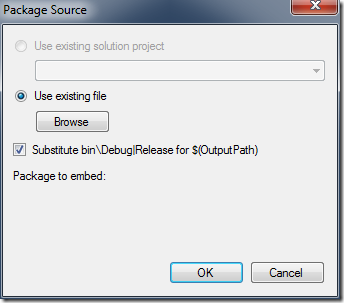 Package Source
Use existing solution project
Use existing file
Browse
Substitute bin\Debug|Release for $(OutputPath)
Package to embed:
OK
Cancel